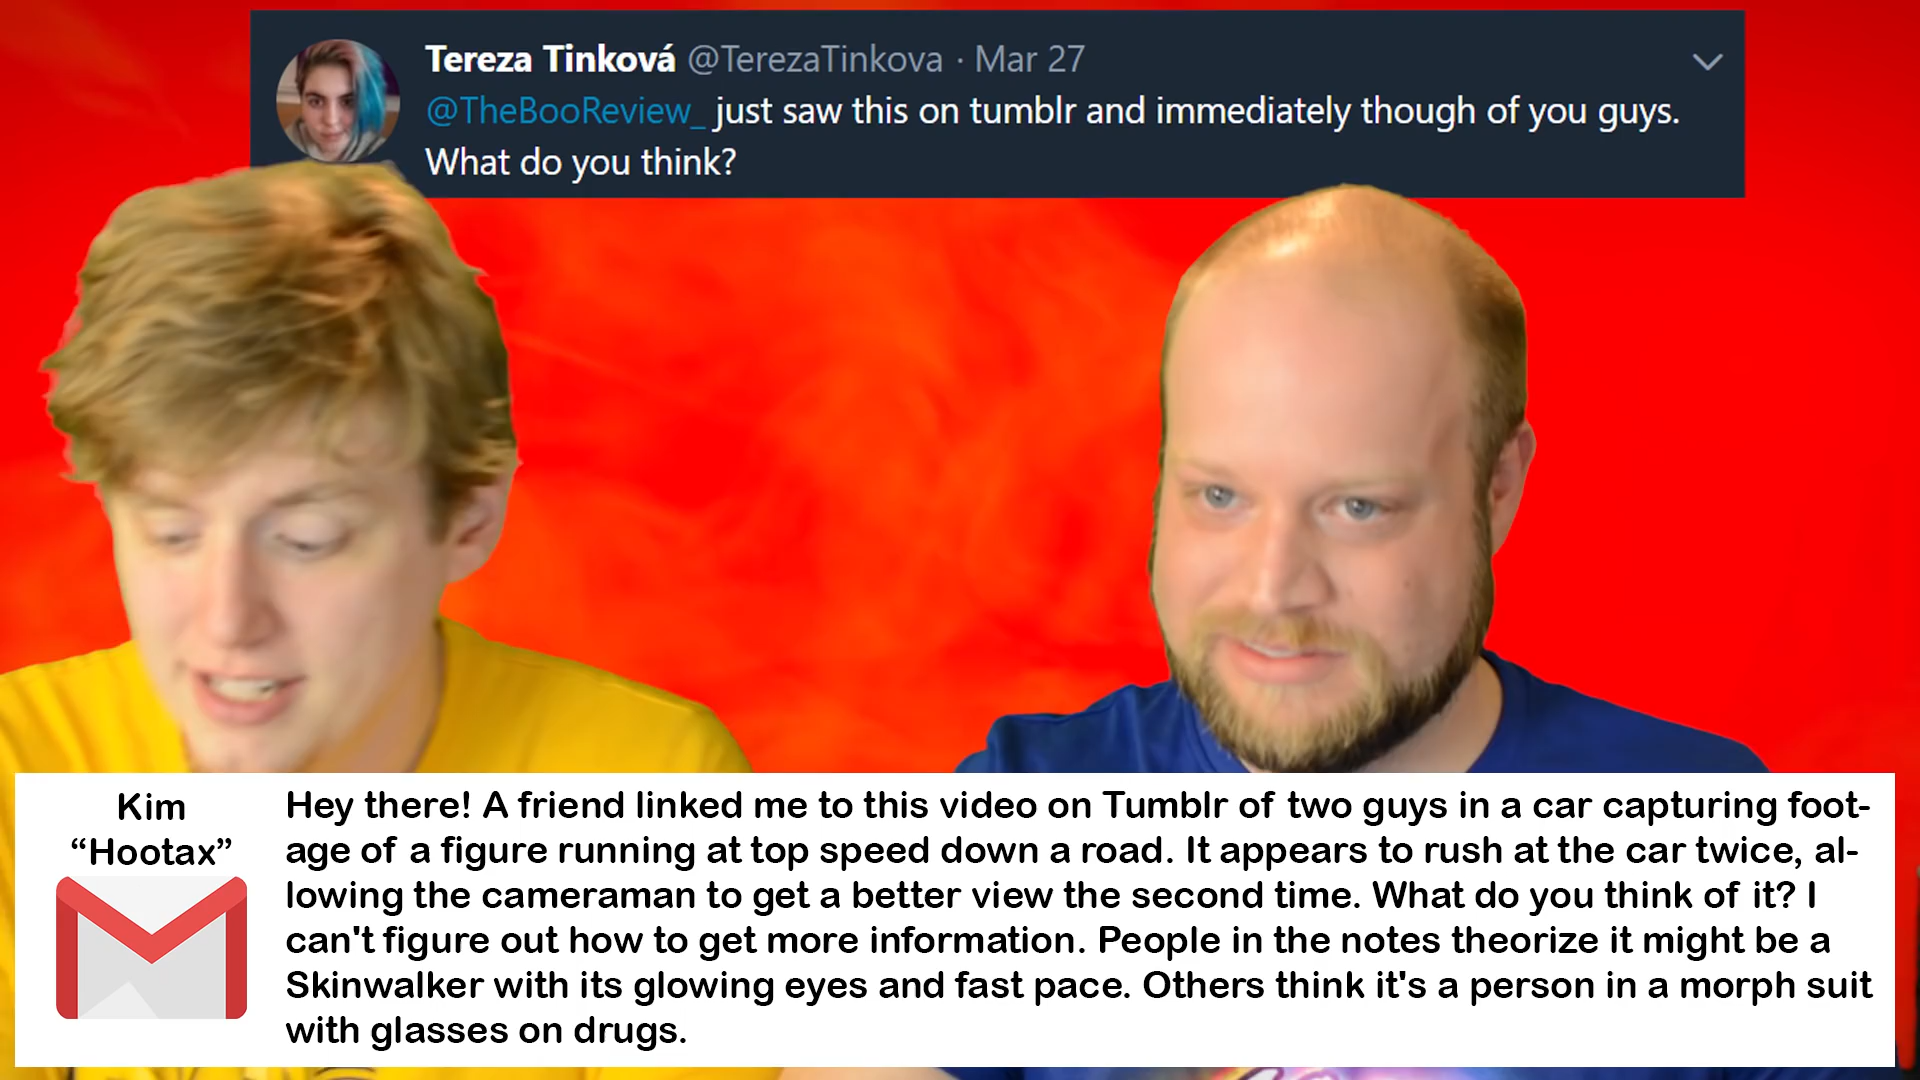 Tereza Tinková @TerezaTinkova · Mar 27
@TheBooReview_ just saw this on tumblr and immediately though of you guys.
What do you think?
Kim
“Hootax”
Hey there! A friend linked me to this video on Tumblr of two guys in a car capturing foot-
age of a figure running at top speed down a road. It appears to rush at the car twice, al-
lowing the cameraman to get a better view the second time. What do you think of it? I
can't figure out how to get more information. People in the notes theorize it might be a
Skinwalker with its glowing eyes and fast pace. Others think it's a person in a morph suit
with glasses on drugs.